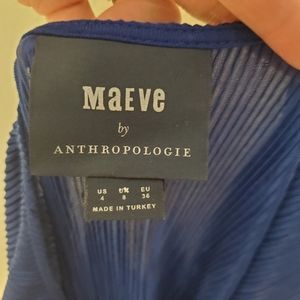 MaEve
by
ANTHROPOLOGIE
US UK EU
4 8 36
MADE IN TURKEY